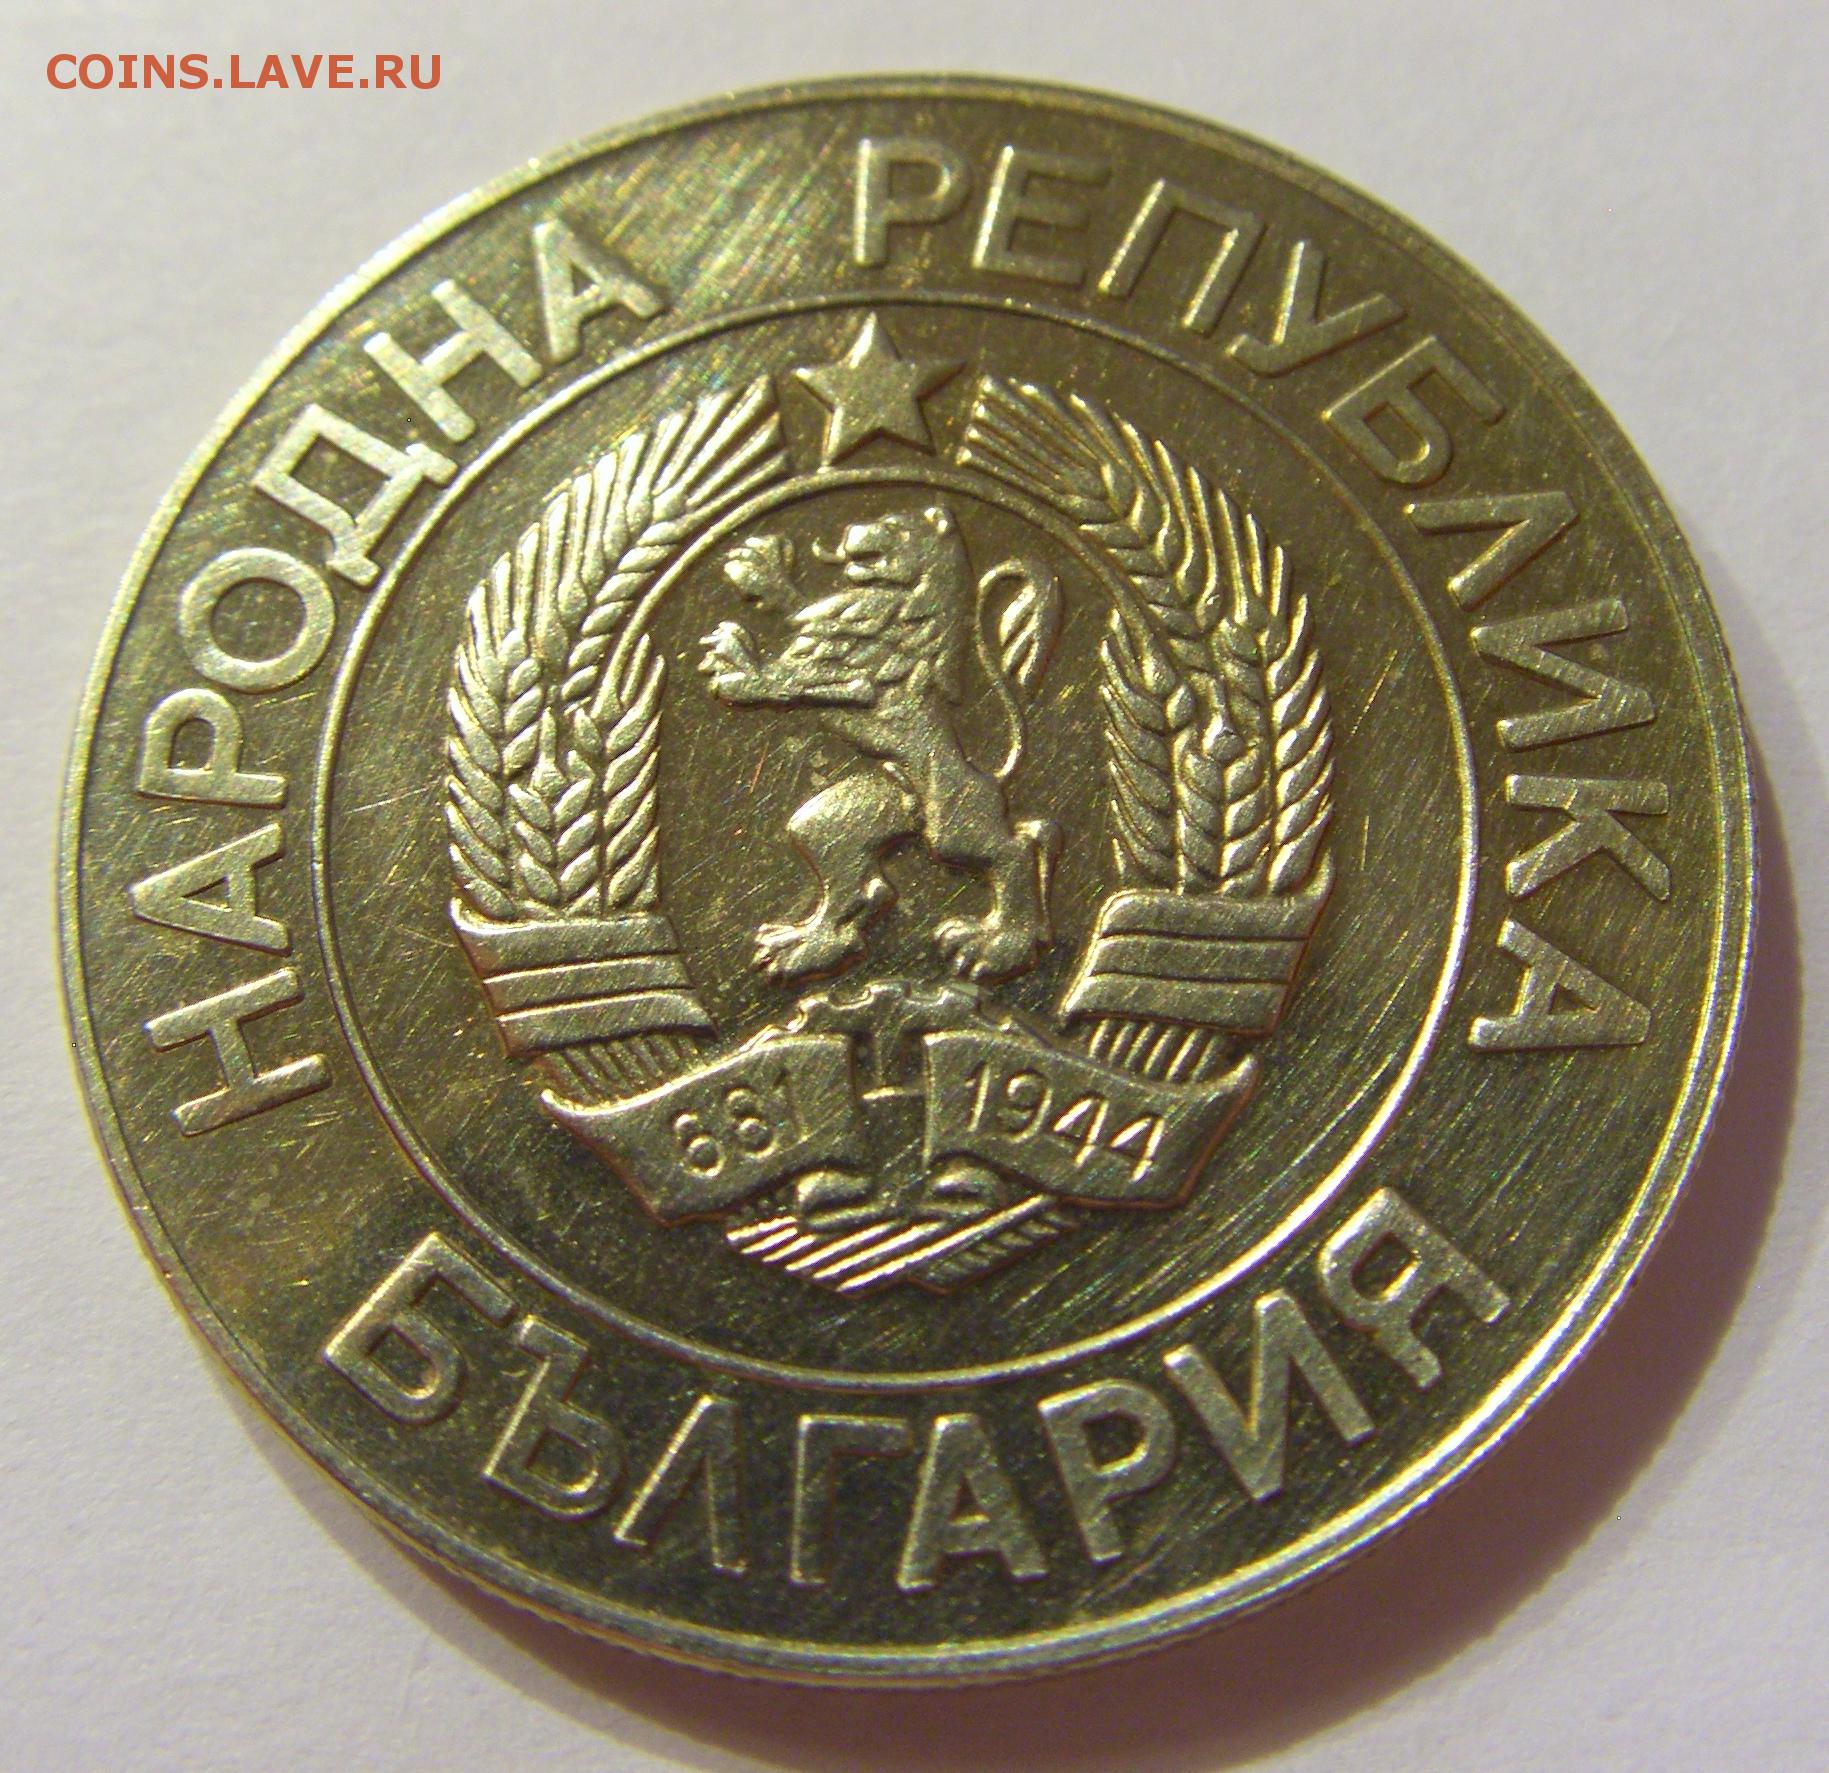 COINS.LAVE.RU
НАРОДНА РЕПУБЛИКА
БЪЛГАРИЯ
681 1944